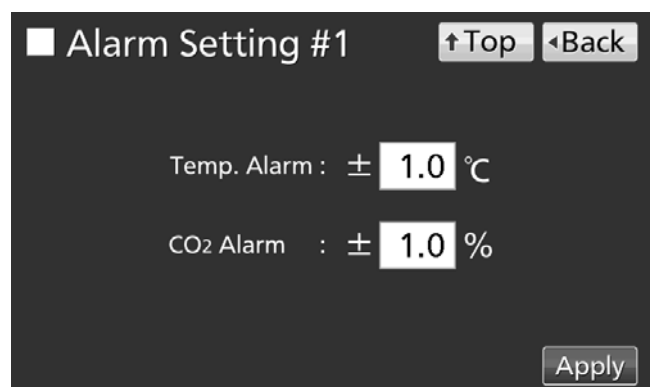 Alarm Setting #1 ↑Top ◂Back
Temp. Alarm : ± 1.0 ℃
CO2 Alarm : ± 1.0 %
Apply